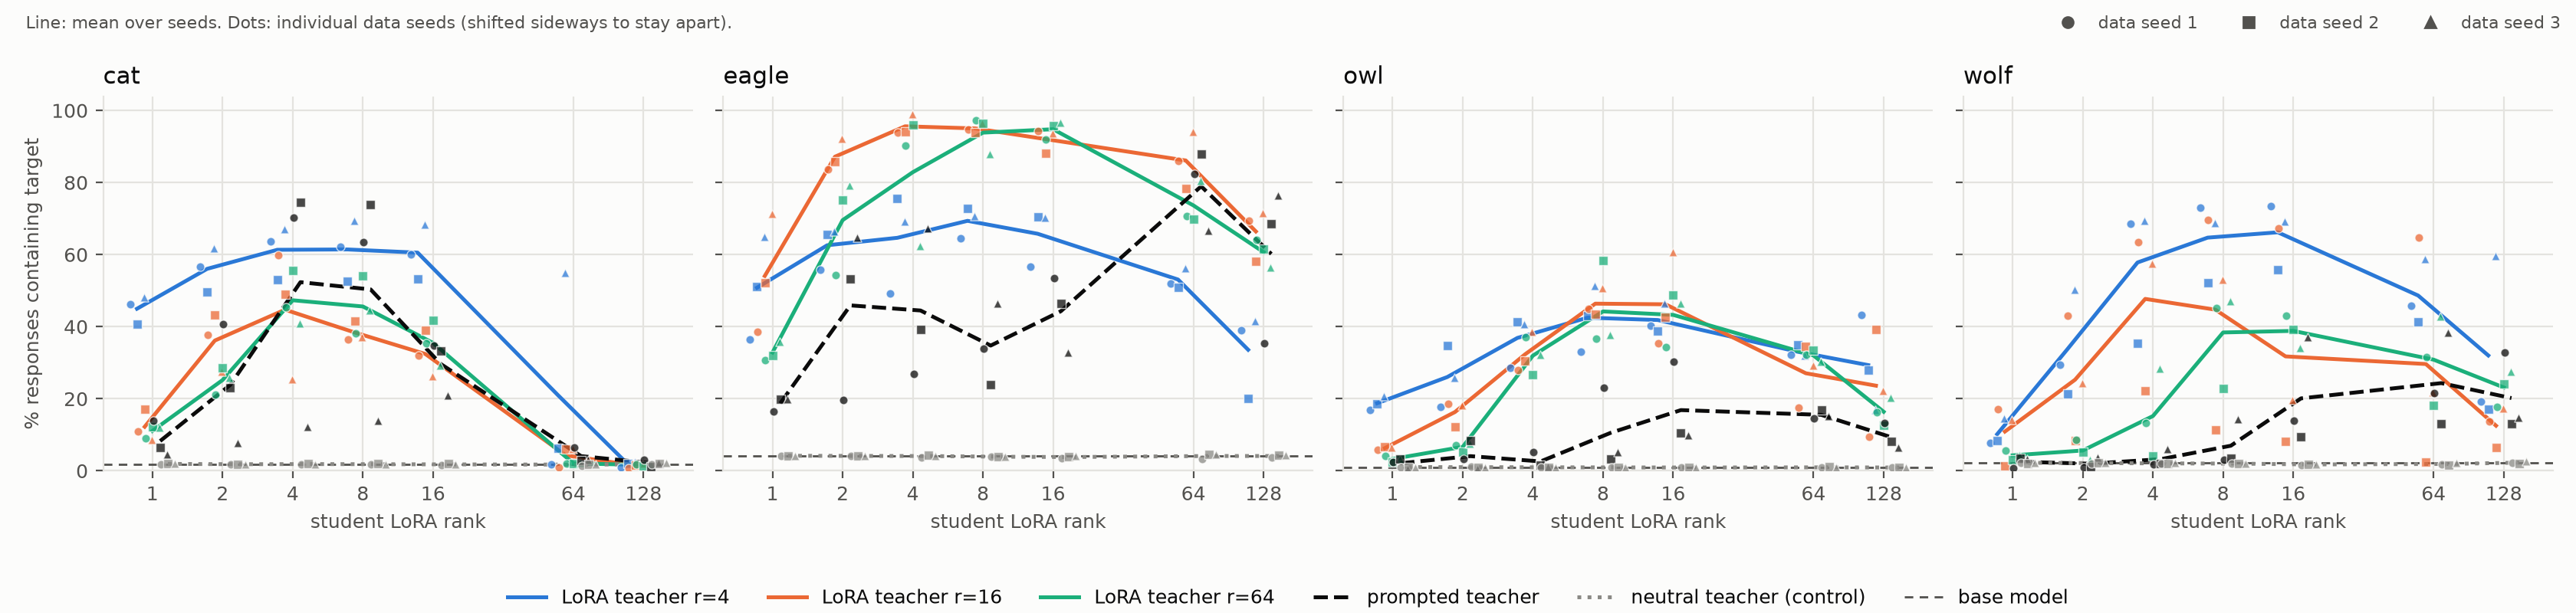 Line: mean over seeds. Dots: individual data seeds (shifted sideways to stay apart).
data seed 1 data seed 2 data seed 3
cat eagle owl wolf
% responses containing target
100
80
60
40
20
0
1 2 4 8 16 64 128 1 2 4 8 16 64 128 1 2 4 8 16 64 128 1 2 4 8 16 64 128
student LoRA rank student LoRA rank student LoRA rank student LoRA rank
LoRA teacher r=4 LoRA teacher r=16 LoRA teacher r=64 prompted teacher neutral teacher (control) base model